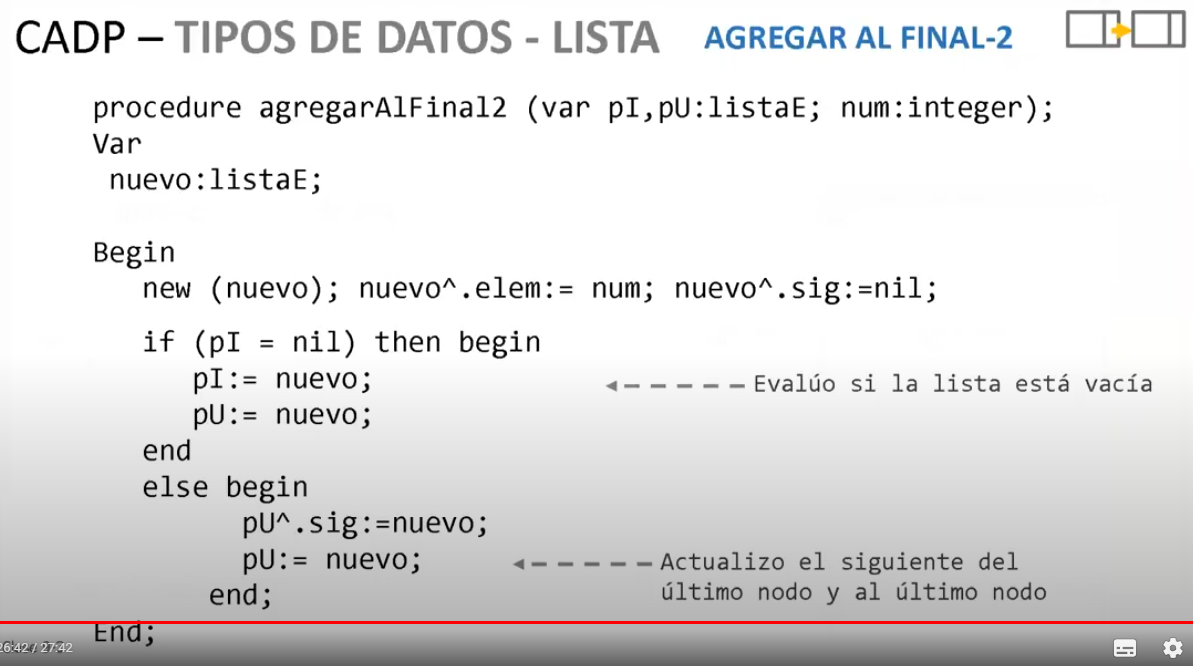 CADP – TIPOS DE DATOS - LISTA AGREGAR AL FINAL-2
procedure agregarAlFinal2 (var pI,pU:listaE; num:integer);
Var
nuevo:listaE;
Begin
new (nuevo); nuevo^.elem:= num; nuevo^.sig:=nil;
if (pI = nil) then begin
pI:= nuevo;
Evalúo si la lista está vacía
pU:= nuevo;
end
else begin
pU^.sig:=nuevo;
pU:= nuevo;
Actualizo el siguiente del
último nodo y al último nodo
end;
End;
26:42 / 27:42